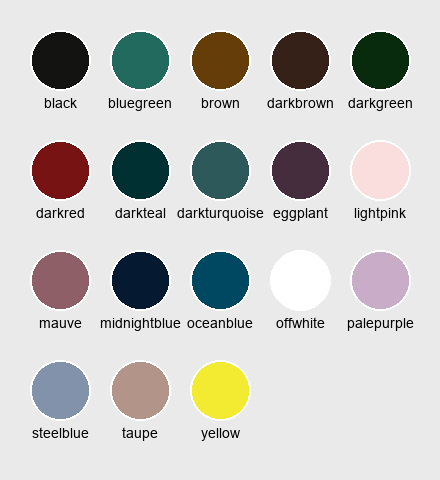 black bluegreen brown darkbrown darkgreen
darkred darkteal darkturquoise eggplant lightpink
mauve midnightblue oceanblue offwhite palepurple
steelblue taupe yellow